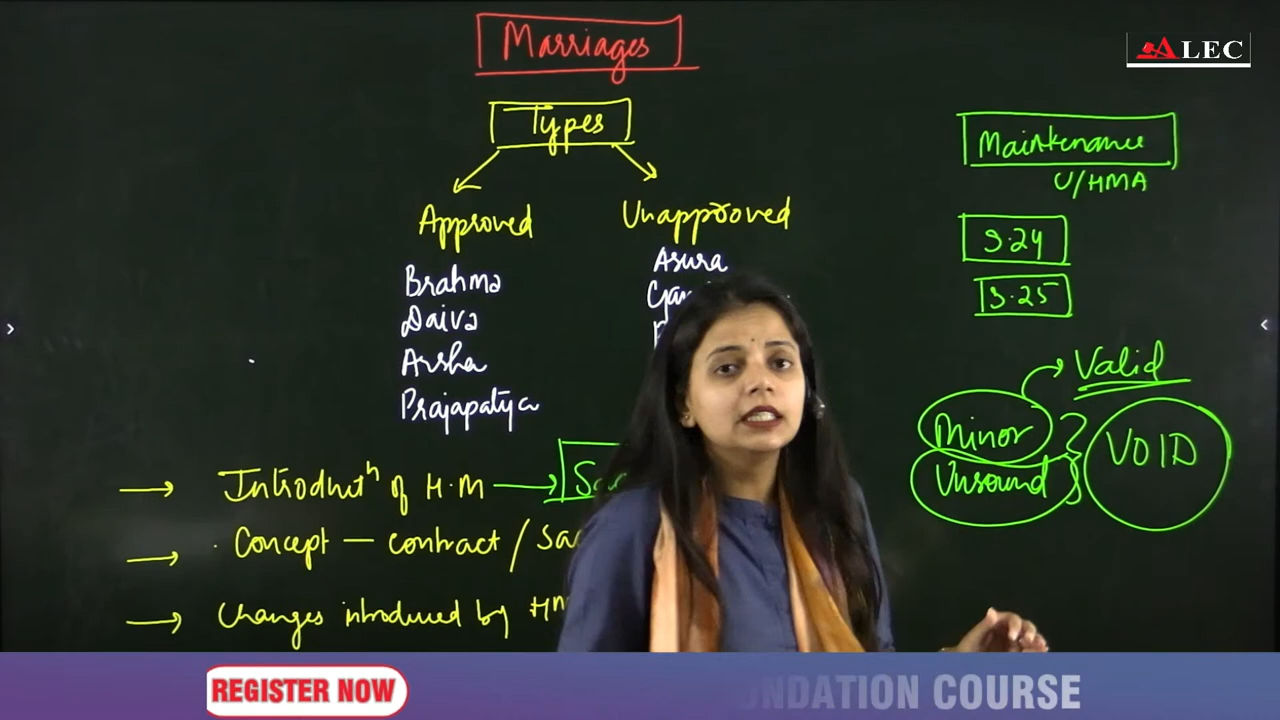 ALEC
Marriages
Types
Approved
Unapproved
Brahma
Daiva
Arsha
Prajapatya
Asura
→ Introductn of H.M →
→ Concept — contract /
→ Changes introduced by
Maintenance
U/HMA
S.24
S.25
Valid
Minor
Unsound
VOID
REGISTER NOW
COURSE